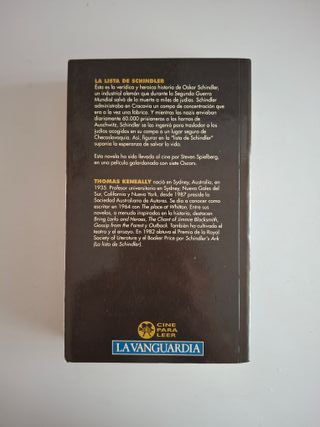 LA LISTA DE SCHINDLER
Esta es la verídica y heroica historia de Oskar Schindler,
un industrial alemán que durante la Segunda Guerra
Mundial salvó de la muerte a miles de judíos. Schindler
administraba en Cracovia un campo de concentración que
era a la vez una fábrica. Y mientras los nazis enviaban
diariamente 60.000 prisioneros a los hornos de
Auschwitz, Schindler se las ingenió para trasladar a los
judíos acogidos en su campo a un lugar seguro de
Checoslovaquia. Así, figurar en la "lista de Schindler"
suponía la esperanza de salvar la vida.
Esta novela ha sido llevada al cine por Steven Spielberg,
en una película galardonada con siete Oscars.
THOMAS KENEALLY nació en Sydney, Australia, en
1935. Profesor universitario en Sydney, Nueva Gales del
Sur, California y Nueva York, desde 1987 preside la
Sociedad Australiana de Autores. Se dio a conocer como
escritor en 1964 con The place at Whitton. Entre sus
novelas, a menudo inspiradas en la historia, destacan
Bring Larks and Heroes, The Chant of Jimmie Blacksmith,
Gossip from the Forest y Outback. También ha cultivado el
teatro y el ensayo. En 1982 obtuvo el Premio de la Royal
Society of Literature y el Booker Price por Schindler's Ark
(La lista de Schindler).
CINE
PARA
LEER
LA VANGUARDIA